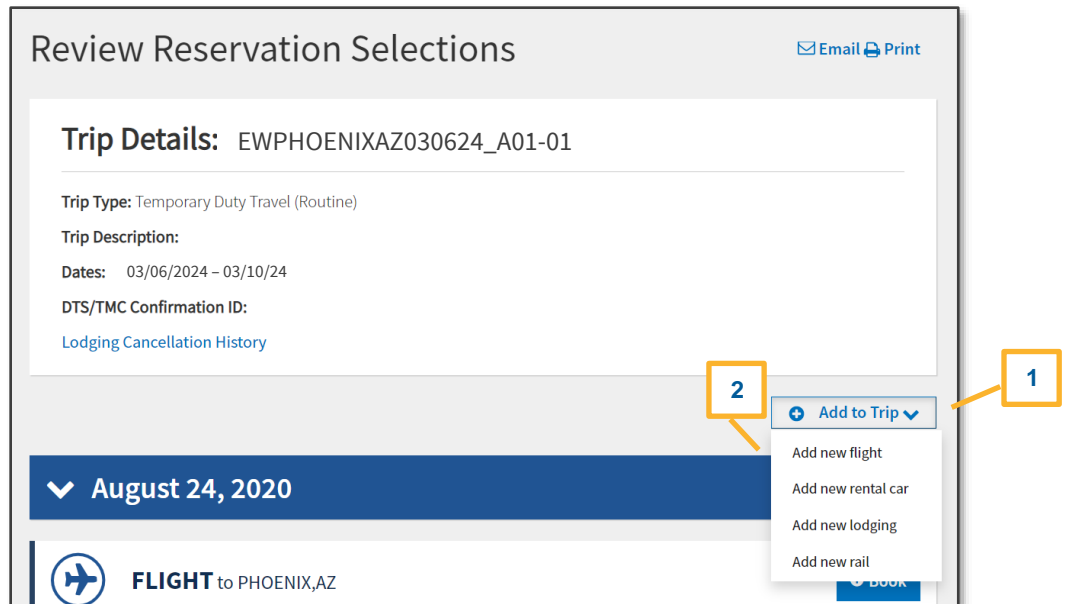 Review Reservation Selections
Email Print
Trip Details: EWPHOENIXAZ030624_A01-01
Trip Type: Temporary Duty Travel (Routine)
Trip Description:
Dates: 03/06/2024 – 03/10/24
DTS/TMC Confirmation ID:
Lodging Cancellation History
1
2
Add to Trip
Add new flight
Add new rental car
Add new lodging
Add new rail
August 24, 2020
FLIGHT to PHOENIX,AZ
Book